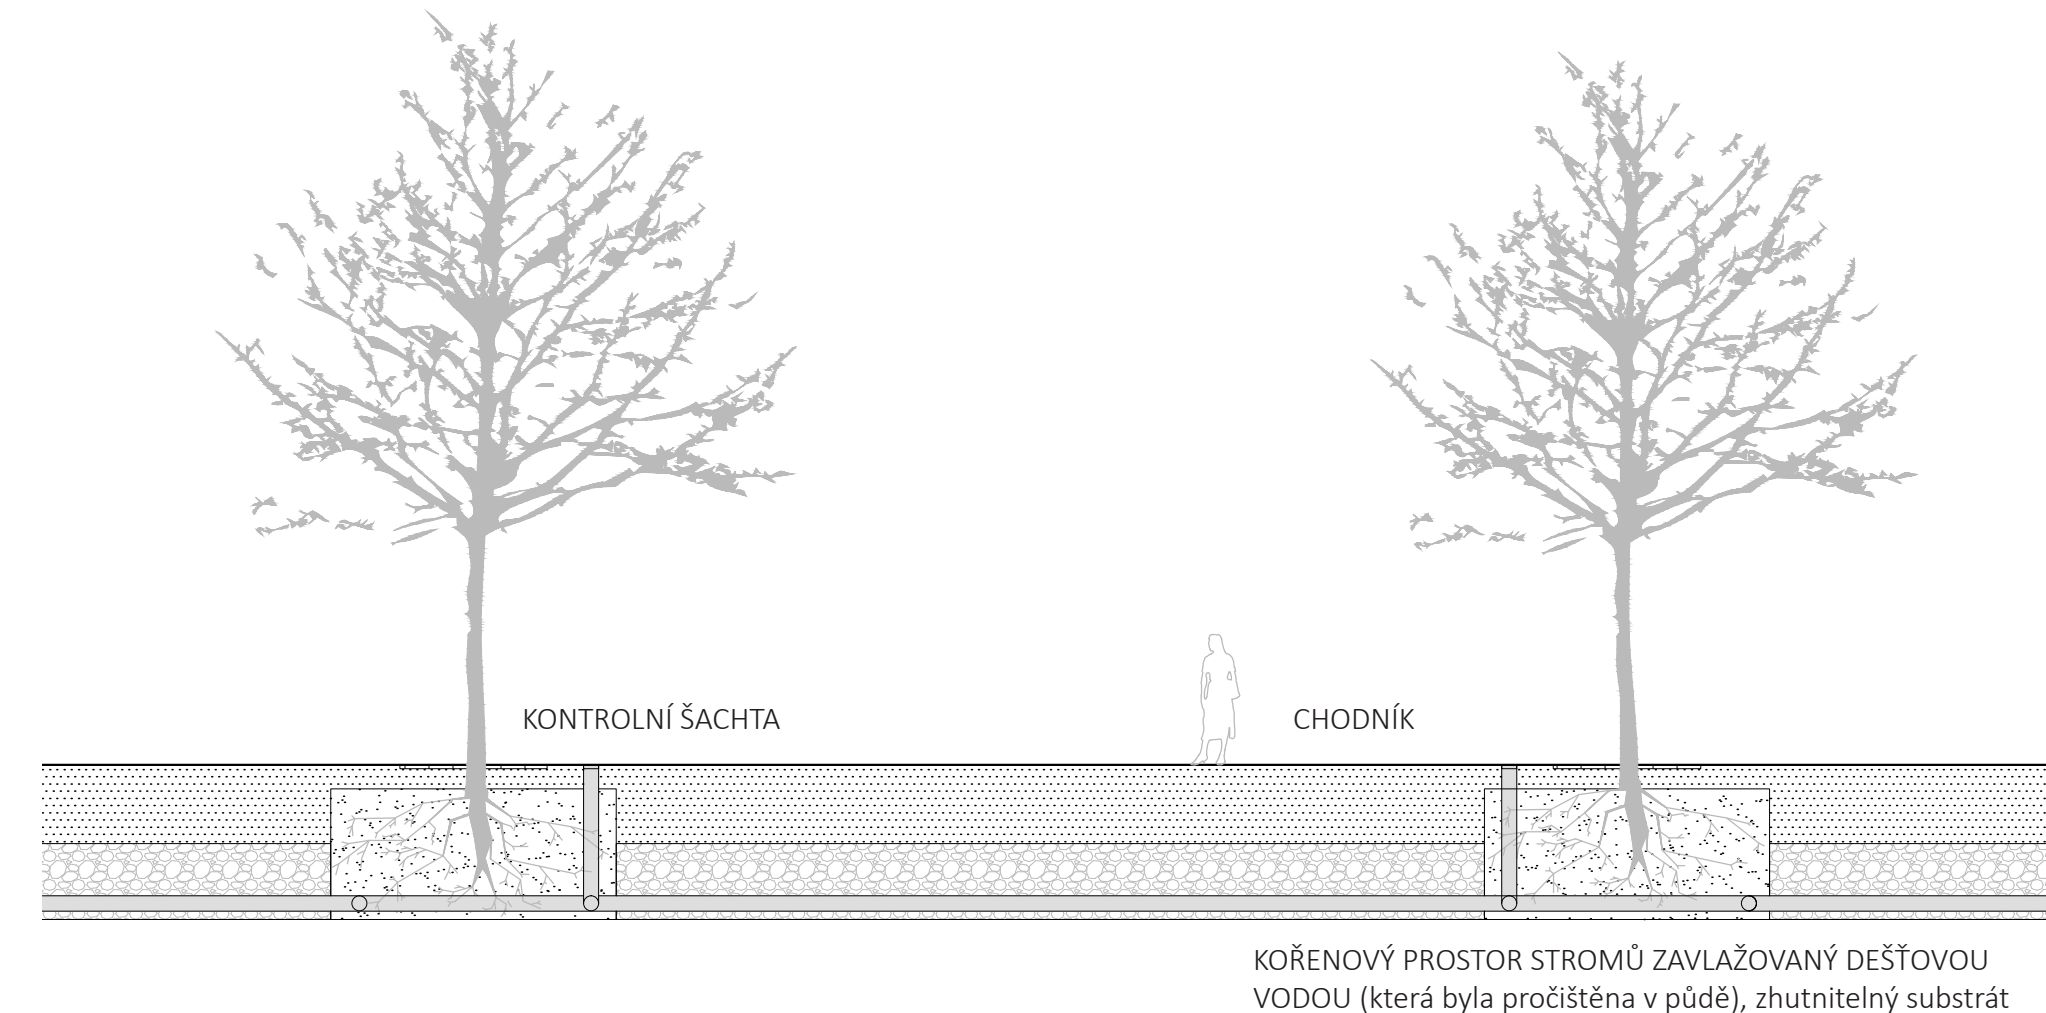 KONTROLNÍ ŠACHTA
CHODNÍK
KOŘENOVÝ PROSTOR STROMŮ ZAVLAŽOVANÝ DEŠŤOVOU
VODOU (která byla pročištěna v půdě), zhutnitelný substrát